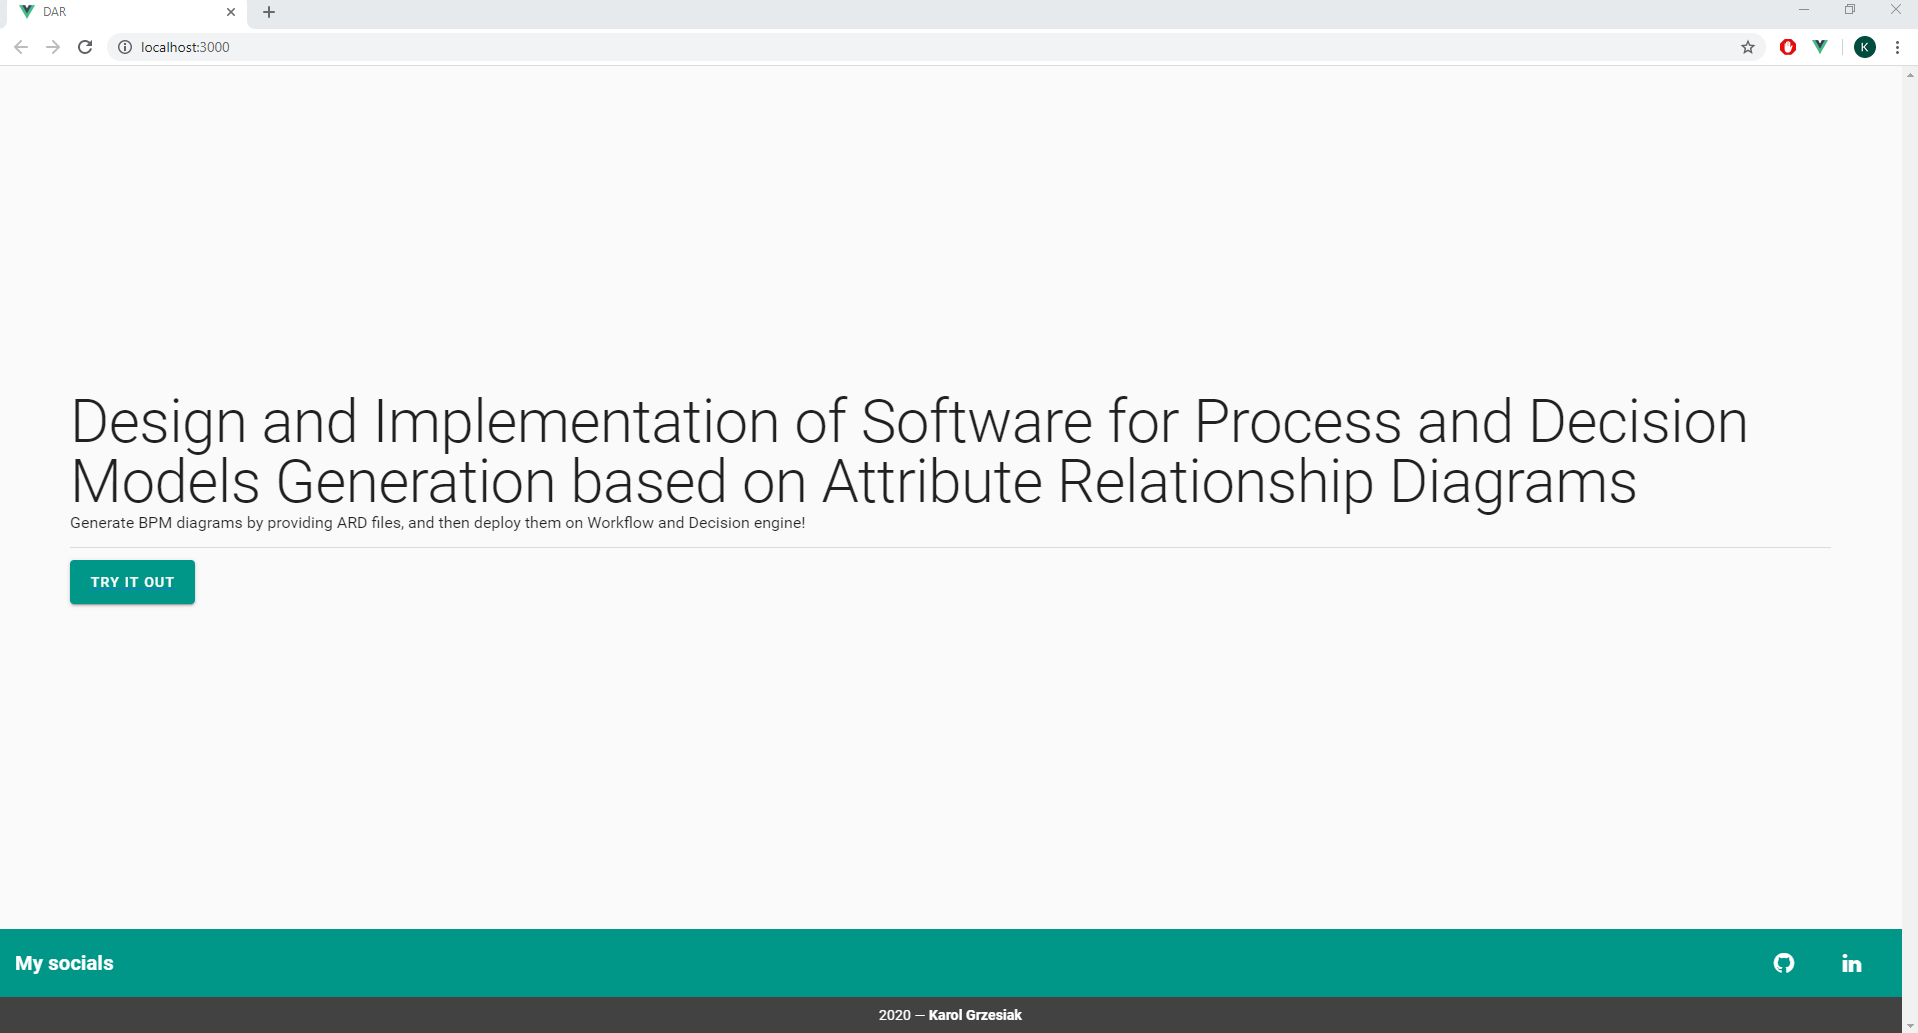 DAR
localhost:3000
K
Design and Implementation of Software for Process and Decision
Models Generation based on Attribute Relationship Diagrams
Generate BPM diagrams by providing ARD files, and then deploy them on Workflow and Decision engine!
TRY IT OUT
My socials
in
2020 — Karol Grzesiak